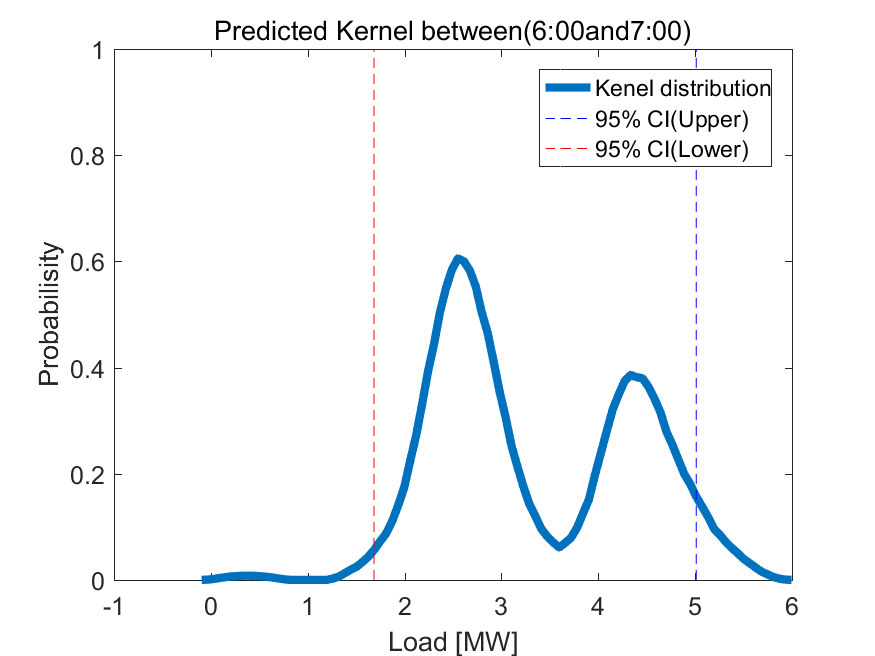 Predicted Kernel between(6:00and7:00)
1
Kenel distribution
95% CI(Upper)
95% CI(Lower)
0.8
0.6
0.4
0.2
0
Probabilisity
-1 0 1 2 3 4 5 6
Load [MW]